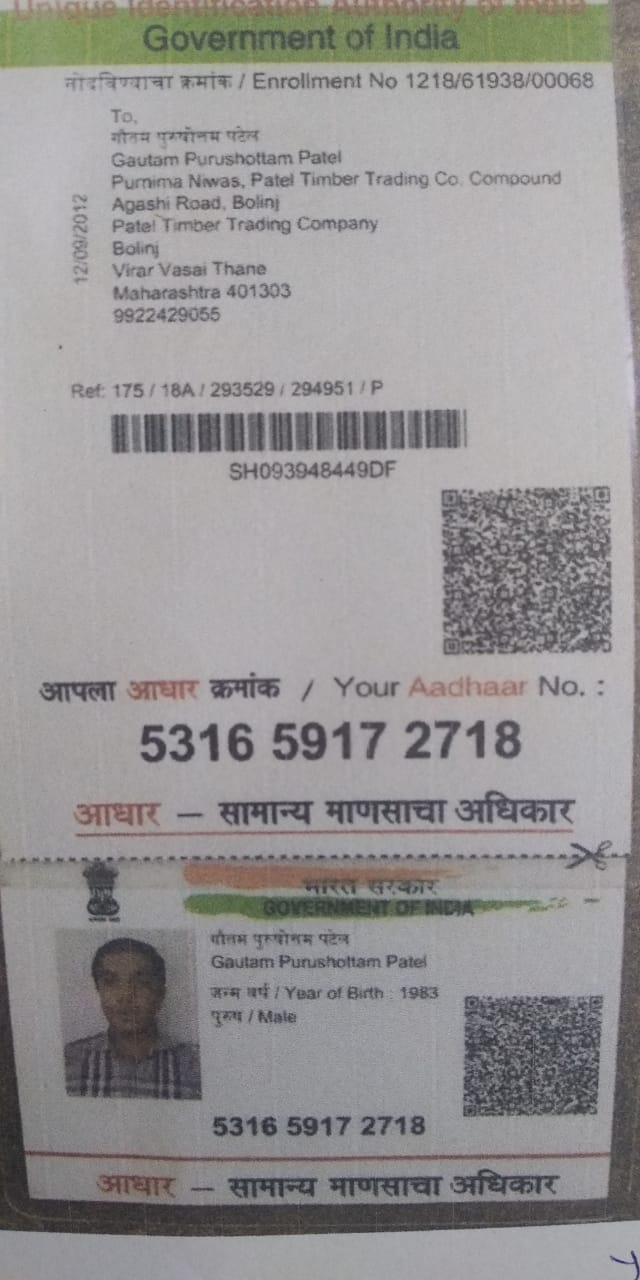 Unique Identification Authority of India
Government of India
नोंदविण्याचा क्रमांक / Enrollment No 1218/61938/00068
To,
गौतम पुरुषोत्तम पटेल
Gautam Purushottam Patel
Purnima Niwas, Patel Timber Trading Co. Compound
Agashi Road, Bolinj
Patel Timber Trading Company
Bolinj
Virar Vasai Thane
Maharashtra 401303
9922429055
12/09/2012
Ref: 175 / 18A / 293529 / 294951 / P
SH093948449DF
आपला आधार क्रमांक / Your Aadhaar No. :
5316 5917 2718
आधार – सामान्य माणसाचा अधिकार
भारत सरकार
GOVERNMENT OF INDIA
गौतम पुरुषोत्तम पटेल
Gautam Purushottam Patel
जन्म वर्ष / Year of Birth : 1983
पुरुष / Male
5316 5917 2718
आधार – सामान्य माणसाचा अधिकार